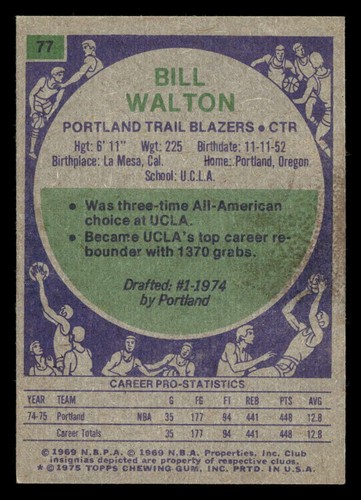 77
BILL
WALTON
PORTLAND TRAIL BLAZERS • CTR
Hgt: 6' 11" Wgt: 225 Birthdate: 11-11-52
Birthplace: La Mesa, Cal. Home: Portland, Oregon
School: U.C.L.A.
• Was three-time All-American
choice at UCLA.
• Became UCLA's top career re-
bounder with 1370 grabs.
Drafted: #1-1974
by Portland
CAREER PRO-STATISTICS
YEAR TEAM G FG FT REB PTS AVG
74-75 Portland NBA 35 177 94 441 448 12.8
Career Totals 35 177 94 441 448 12.8
© 1969 N.B.P.A. © 1969 N.B.A. Properties, Inc. Club
insignias depicted are property of respective clubs.
* © 1975 TOPPS CHEWING GUM, INC. PRTD. IN U.S.A.